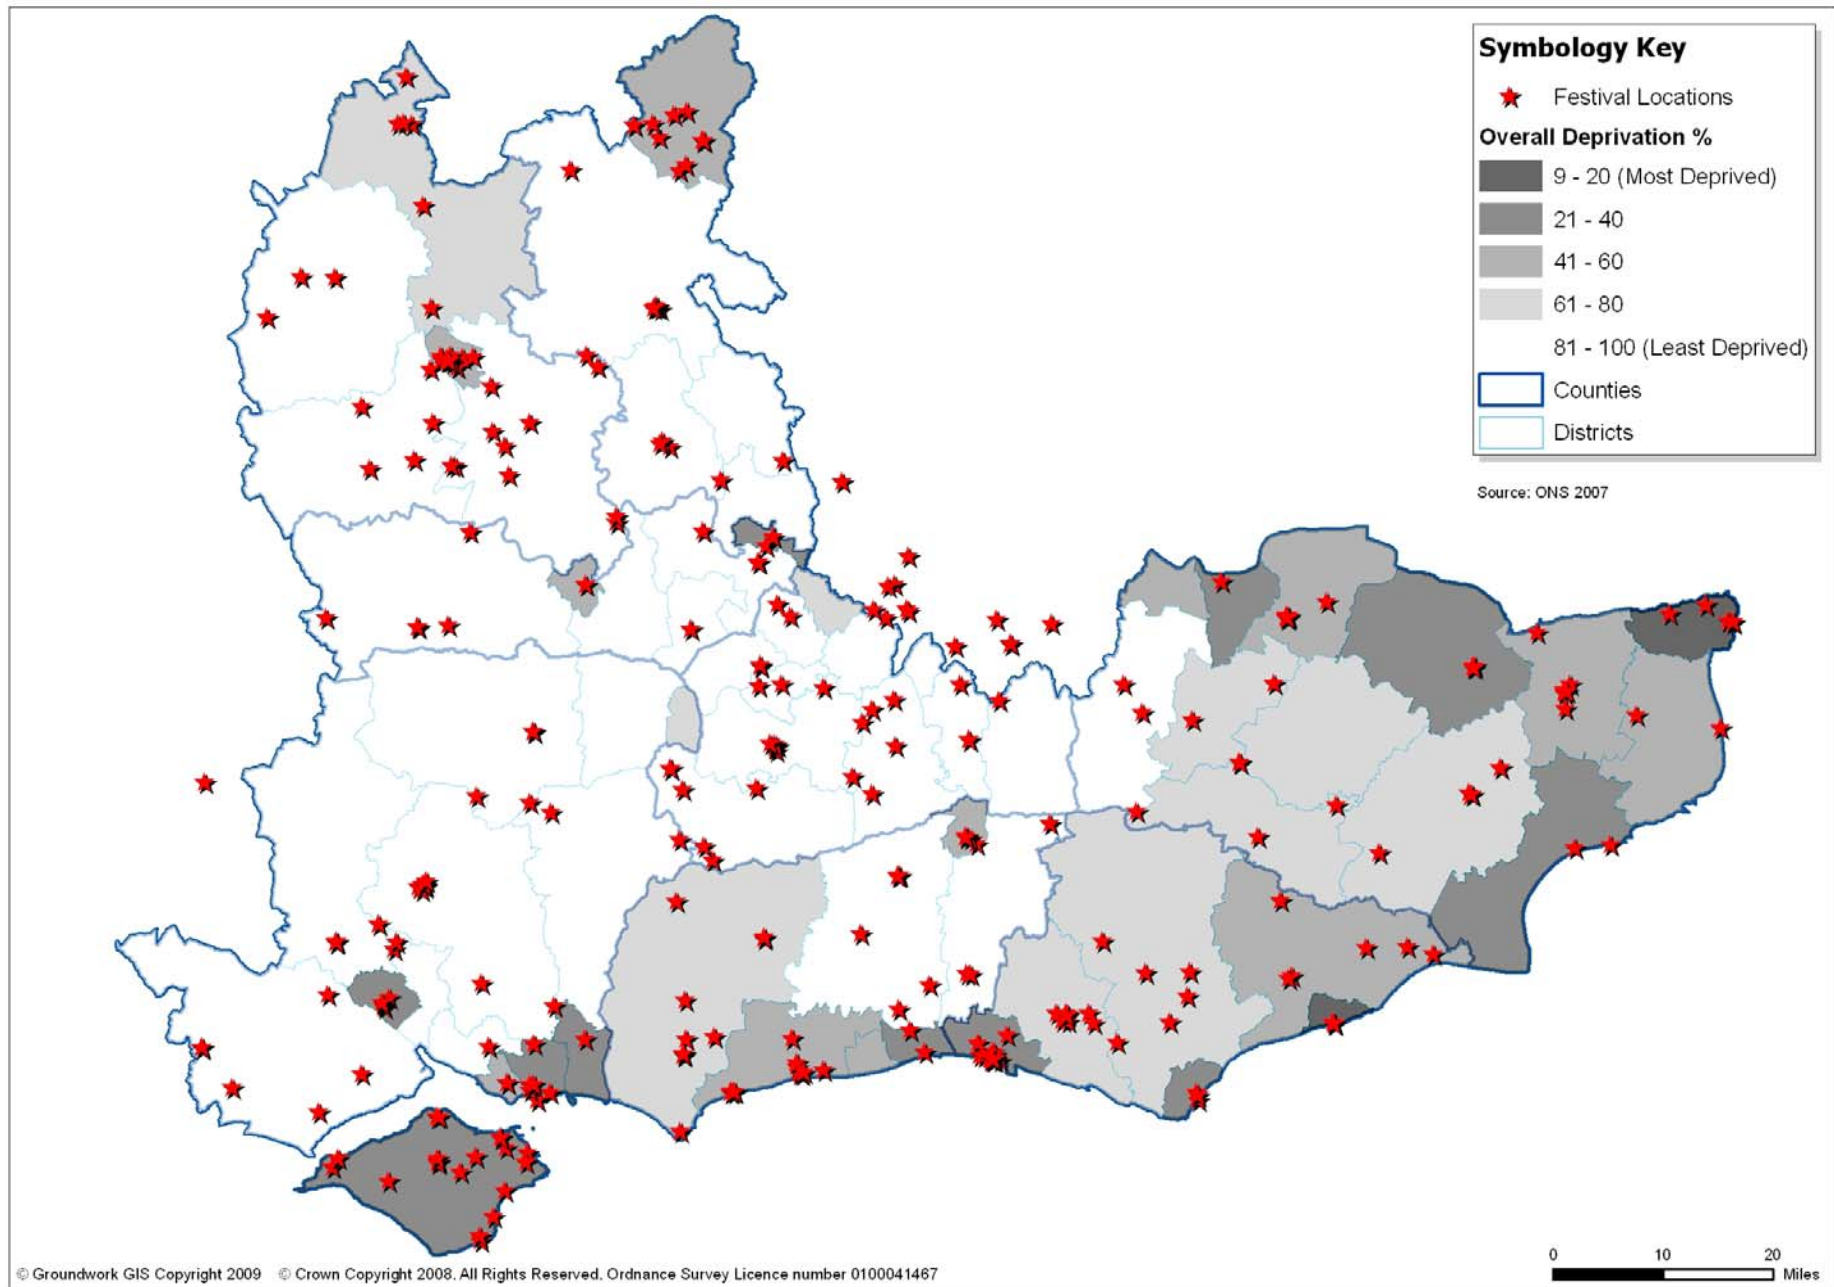 Symbology Key
Festival Locations
Overall Deprivation %
9 - 20 (Most Deprived)
21 - 40
41 - 60
61 - 80
81 - 100 (Least Deprived)
Counties
Districts
Source: ONS 2007
0 10 20
Miles
© Groundwork GIS Copyright 2009 © Crown Copyright 2008. All Rights Reserved. Ordnance Survey Licence number 0100041467